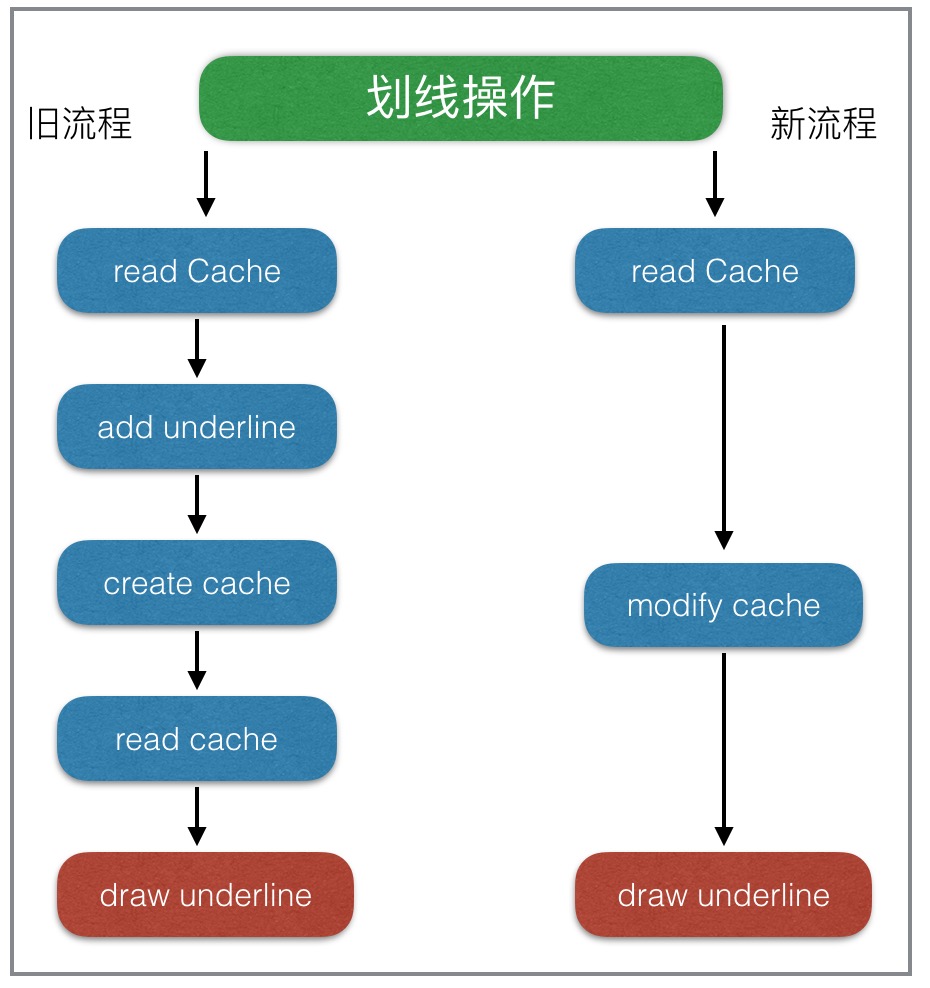 划线操作
旧流程
新流程
read Cache
add underline
create cache
read cache
draw underline
read Cache
modify cache
draw underline